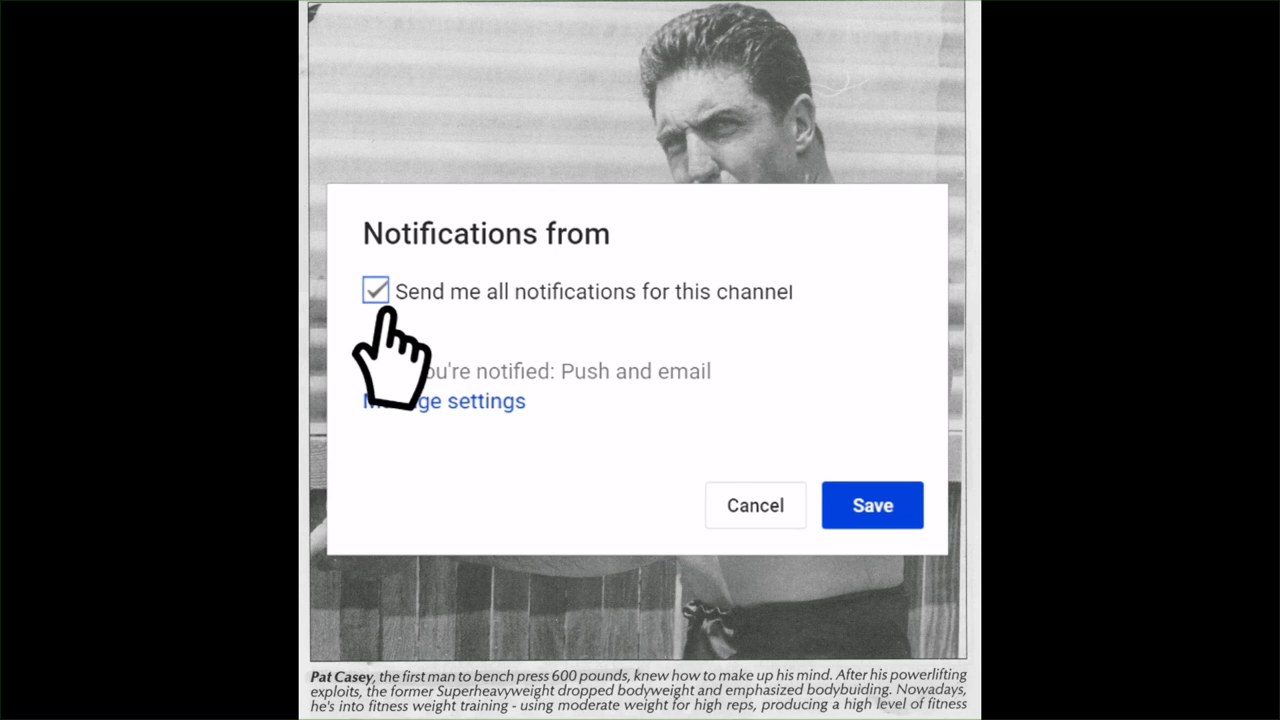 Notifications from
Send me all notifications for this channel
ou're notified: Push and email
ge settings
Cancel
Save
Pat Casey, the first man to bench press 600 pounds, knew how to make up his mind. After his powerlifting
exploits, the former Superheavyweight dropped bodyweight and emphasized bodybuiding. Nowadays,
he's into fitness weight training - using moderate weight for high reps, producing a high level of fitness